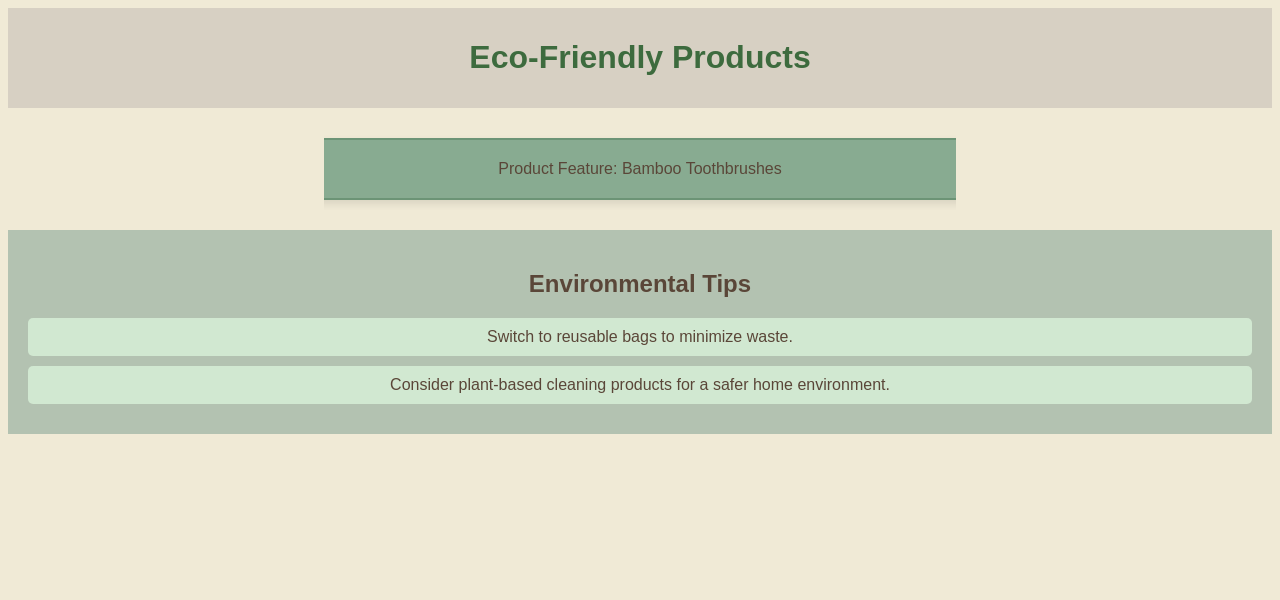 Eco-Friendly Products
Product Feature: Bamboo Toothbrushes
Environmental Tips
Switch to reusable bags to minimize waste.
Consider plant-based cleaning products for a safer home environment.